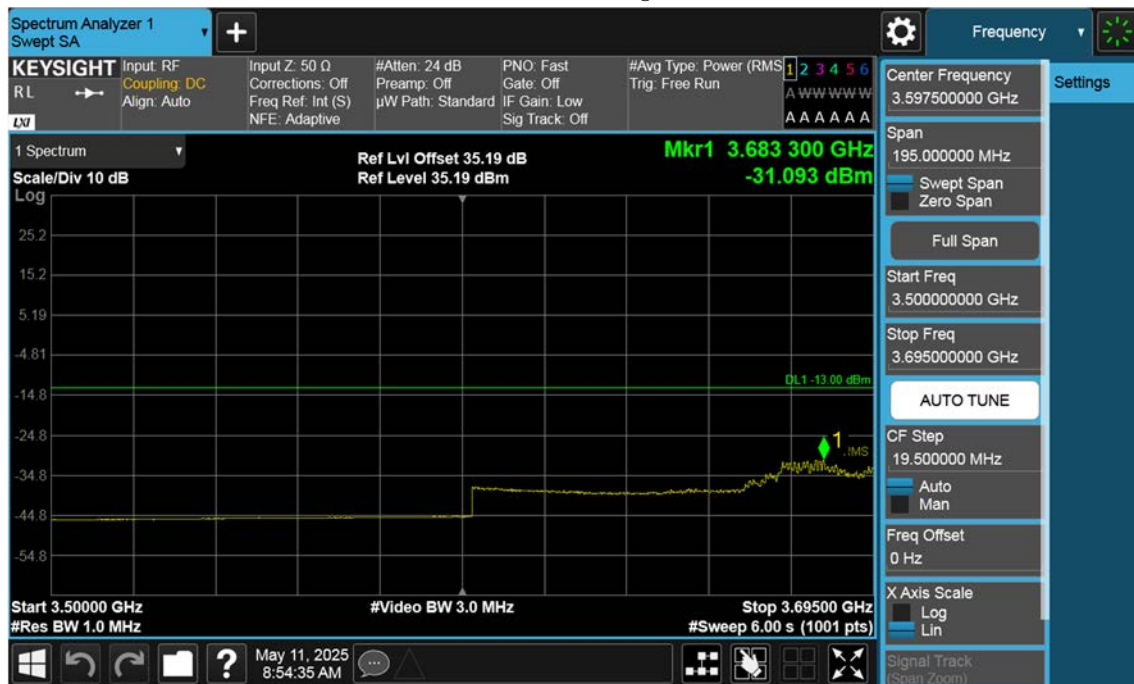 Spectrum Analyzer 1
Swept SA
+
Frequency
KEYSIGHT
RL
LXI
Input: RF
Coupling: DC
Align: Auto
Input Z: 50 Ω
Corrections: Off
Freq Ref: Int (S)
NFE: Adaptive
#Atten: 24 dB
Preamp: Off
µW Path: Standard
PNO: Fast
Gate: Off
IF Gain: Low
Sig Track: Off
#Avg Type: Power (RMS
Trig: Free Run
1 2 3 4 5 6
A W W W W W
A A A A A A
1 Spectrum
Scale/Div 10 dB
Ref Lvl Offset 35.19 dB
Ref Level 35.19 dBm
Mkr1 3.683 300 GHz
-31.093 dBm
Log
25.2
15.2
5.19
-4.81
-14.8
-24.8
-34.8
-44.8
-54.8
DL1 -13.00 dBm
1
Start 3.50000 GHz
#Res BW 1.0 MHz
#Video BW 3.0 MHz
Stop 3.69500 GHz
#Sweep 6.00 s (1001 pts)
Center Frequency
3.597500000 GHz
Span
195.000000 MHz
Swept Span
Zero Span
Full Span
Start Freq
3.500000000 GHz
Stop Freq
3.695000000 GHz
AUTO TUNE
CF Step
19.500000 MHz
Auto
Man
Freq Offset
0 Hz
X Axis Scale
Log
Lin
Signal Track
(Span Zoom)
Settings
?
May 11, 2025
8:54:35 AM